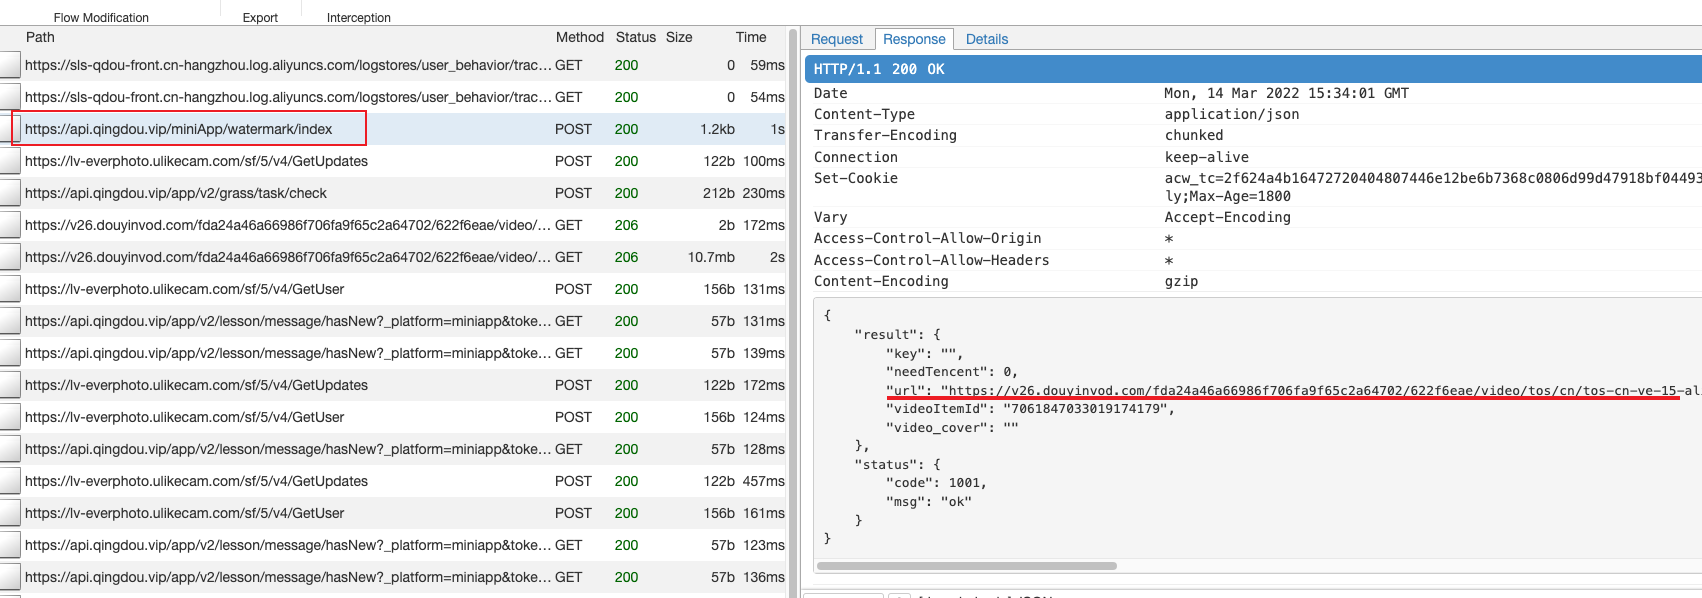 Flow Modification Export Interception
Path Method Status Size Time
https://sls-qdou-front.cn-hangzhou.log.aliyuncs.com/logstores/user_behavior/trac... GET 200 0 59ms
https://sls-qdou-front.cn-hangzhou.log.aliyuncs.com/logstores/user_behavior/trac... GET 200 0 54ms
https://api.qingdou.vip/miniApp/watermark/index POST 200 1.2kb 1s
https://lv-everphoto.ulikecam.com/sf/5/v4/GetUpdates POST 200 122b 100ms
https://api.qingdou.vip/app/v2/grass/task/check POST 200 212b 230ms
https://v26.douyinvod.com/fda24a46a66986f706fa9f65c2a64702/622f6eae/video/... GET 206 2b 172ms
https://v26.douyinvod.com/fda24a46a66986f706fa9f65c2a64702/622f6eae/video/... GET 206 10.7mb 2s
https://lv-everphoto.ulikecam.com/sf/5/v4/GetUser POST 200 156b 131ms
https://api.qingdou.vip/app/v2/lesson/message/hasNew?_platform=miniapp&toke... GET 200 57b 131ms
https://api.qingdou.vip/app/v2/lesson/message/hasNew?_platform=miniapp&toke... GET 200 57b 139ms
https://lv-everphoto.ulikecam.com/sf/5/v4/GetUpdates POST 200 122b 172ms
https://lv-everphoto.ulikecam.com/sf/5/v4/GetUser POST 200 156b 124ms
https://api.qingdou.vip/app/v2/lesson/message/hasNew?_platform=miniapp&toke... GET 200 57b 128ms
https://lv-everphoto.ulikecam.com/sf/5/v4/GetUpdates POST 200 122b 457ms
https://lv-everphoto.ulikecam.com/sf/5/v4/GetUser POST 200 156b 161ms
https://api.qingdou.vip/app/v2/lesson/message/hasNew?_platform=miniapp&toke... GET 200 57b 123ms
https://api.qingdou.vip/app/v2/lesson/message/hasNew?_platform=miniapp&toke... GET 200 57b 136ms
Request Response Details
HTTP/1.1 200 OK
Date Mon, 14 Mar 2022 15:34:01 GMT
Content-Type application/json
Transfer-Encoding chunked
Connection keep-alive
Set-Cookie acw_tc=2f624a4b16472720404807446e12be6b7368c0806d99d47918bf04493
ly;Max-Age=1800
Vary Accept-Encoding
Access-Control-Allow-Origin *
Access-Control-Allow-Headers *
Content-Encoding gzip
{
"result": {
"key": "",
"needTencent": 0,
"url": "https://v26.douyinvod.com/fda24a46a66986f706fa9f65c2a64702/622f6eae/video/tos/cn/tos-cn-ve-15-al
"videoItemId": "7061847033019174179",
"video_cover": ""
},
"status": {
"code": 1001,
"msg": "ok"
}
}